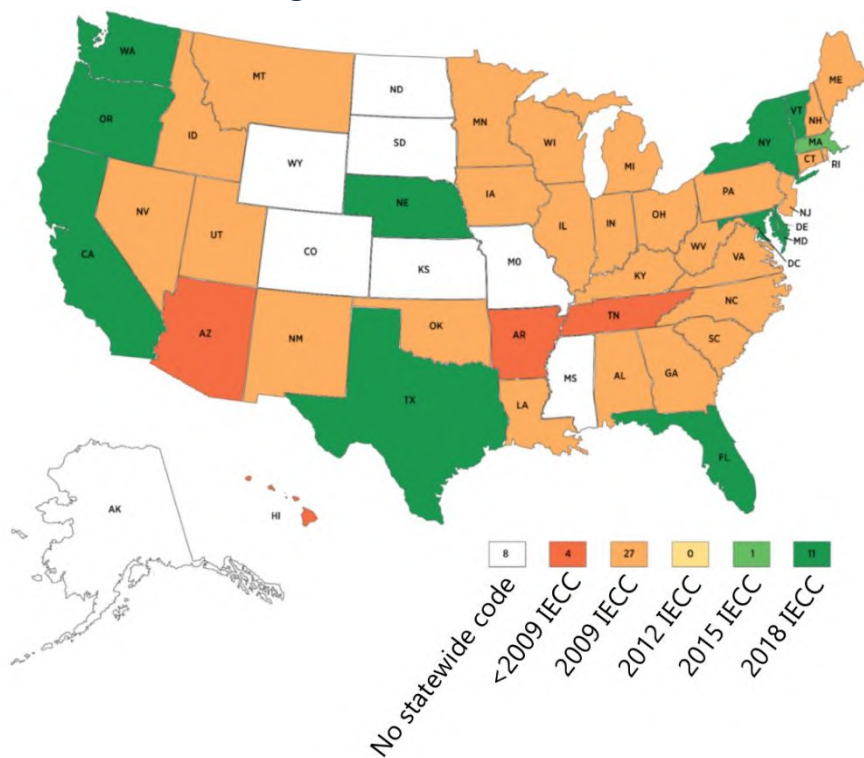 WA
MT
ND
MN
ME
VT
NH
OR
ID
SD
WI
NY
MA
WY
MI
CT
RI
NV
NE
IA
PA
UT
IL
IN
OH
NJ
DE
CA
CO
KS
MO
WV
VA
MD
DC
KY
AZ
NM
OK
AR
TN
NC
SC
TX
MS
AL
GA
LA
FL
AK
HI
8
4
27
0
1
11
No statewide code
<2009 IECC
2009 IECC
2012 IECC
2015 IECC
2018 IECC